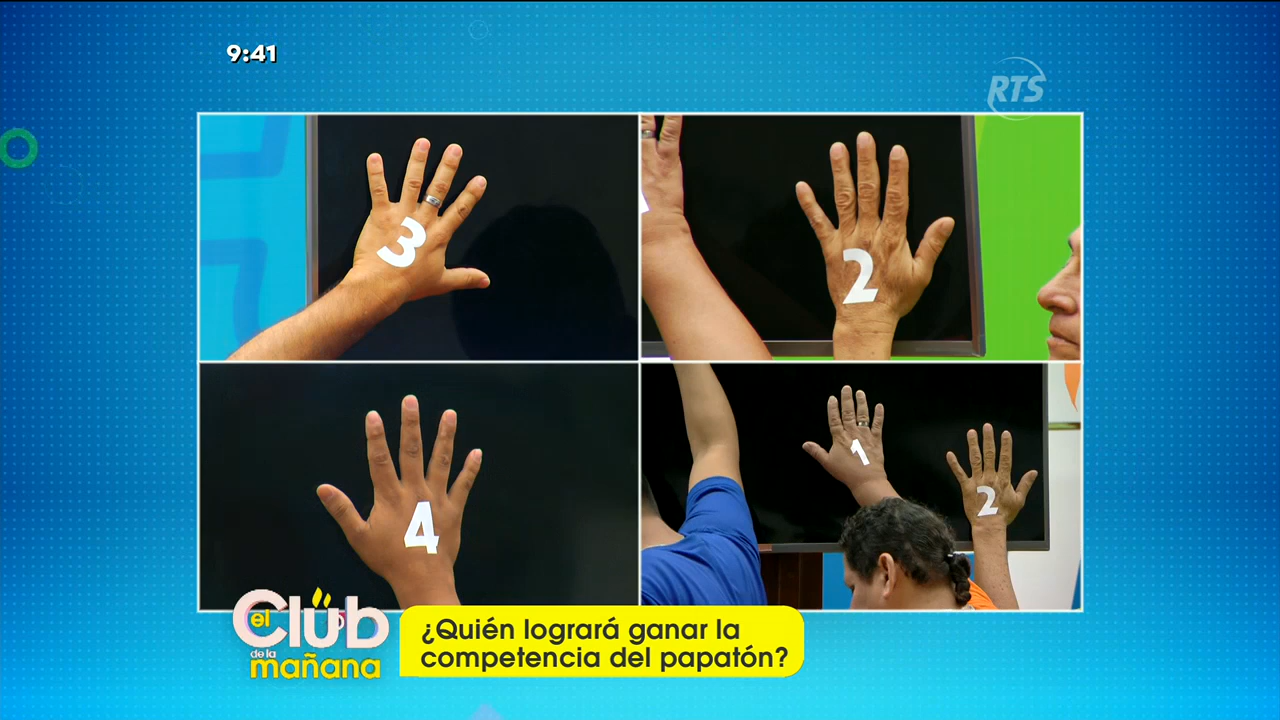 9:41
RTS
3
2
4
1
2
el Club
de la
mañana
¿Quién logrará ganar la
competencia del papatón?